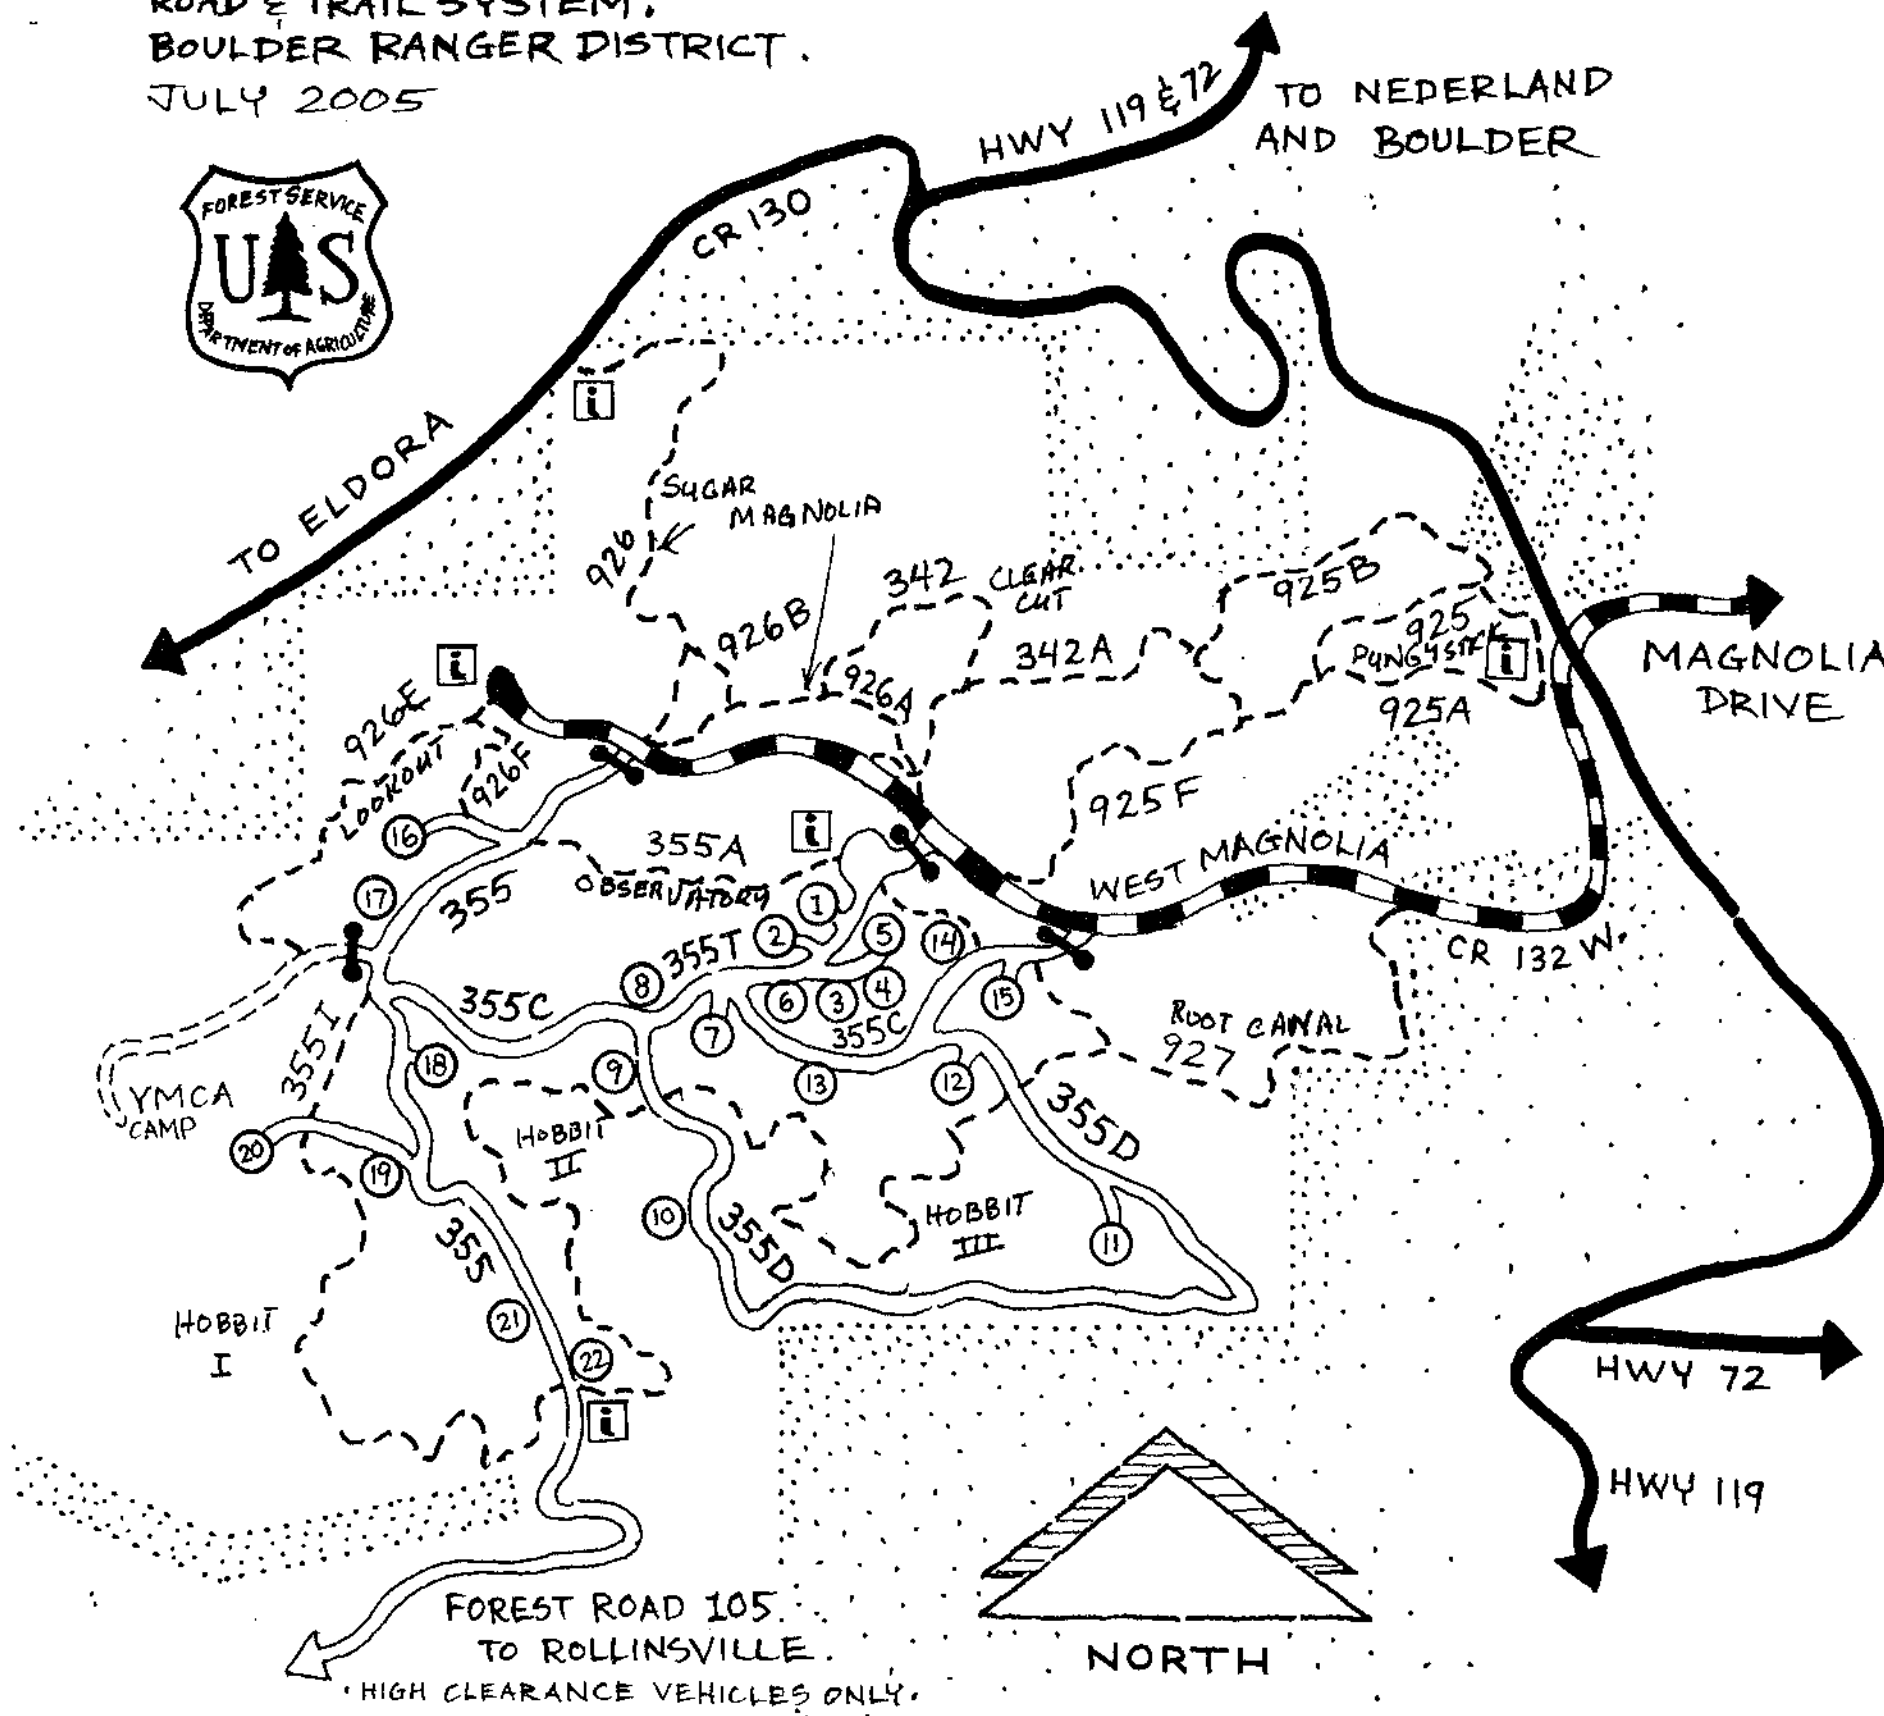 ROAD & TRAIL SYSTEM.
BOULDER RANGER DISTRICT.
JULY 2005
FOREST SERVICE
U S
DEPARTMENT OF AGRICULTURE
HWY 119 & 72
TO NEDERLAND
AND BOULDER
CR 130
TO ELDORA
i
SUGAR
MAGNOLIA
926
342
CLEAR
CUT
925B
926B
342A
925
i
MAGNOLIA
DRIVE
926A
925A
i
926E
LOOKOUT
926F
925F
16
355A
OBSERVATORY
i
WEST MAGNOLIA
CR 132 W.
17
355
1
2
5
14
355T
8
355C
6
3
4
15
7
355C
ROOT CANAL
927
355I
18
9
13
12
YMCA
CAMP
20
19
HOBBIT
II
355D
10
355D
HOBBIT
III
11
355
HOBBIT
I
21
22
i
HWY 72
HWY 119
FOREST ROAD 105.
TO ROLLINSVILLE.
HIGH CLEARANCE VEHICLES ONLY.
NORTH